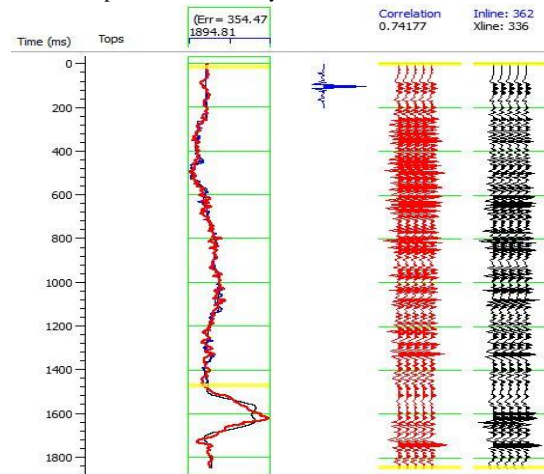 (Err= 354.47
1894.81
Correlation
0.74177
Inline: 362
Xline: 336
Time (ms)
Tops
0
200
400
600
800
1000
1200
1400
1600
1800